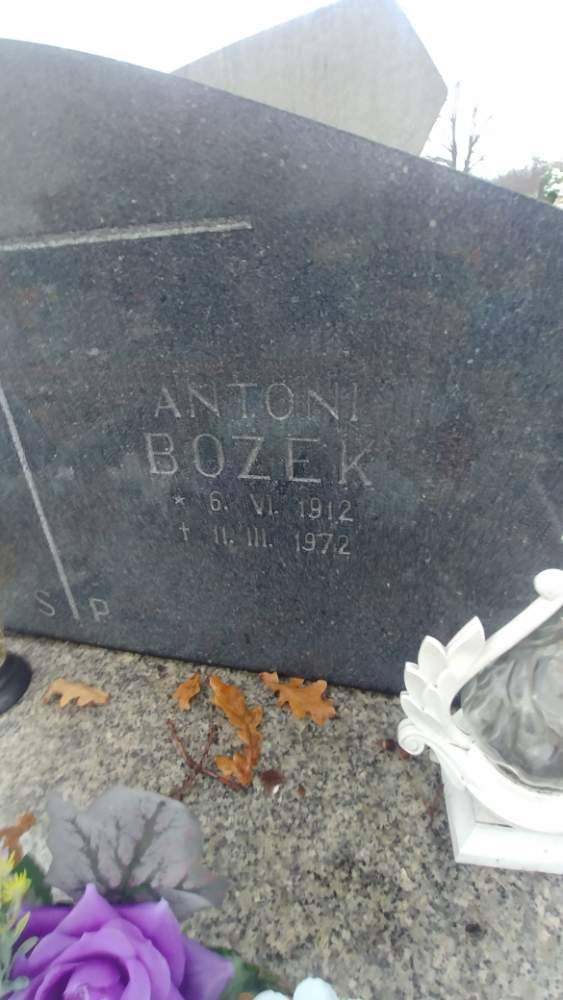 ANTONI
BOZEK
* 6. VI. 1912
† 11. III. 1972
S P